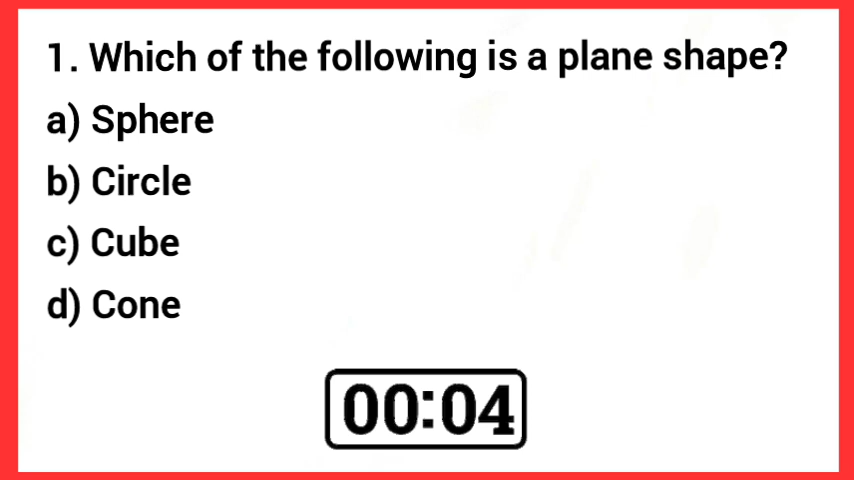 1. Which of the following is a plane shape?
a) Sphere
b) Circle
c) Cube
d) Cone
00:04